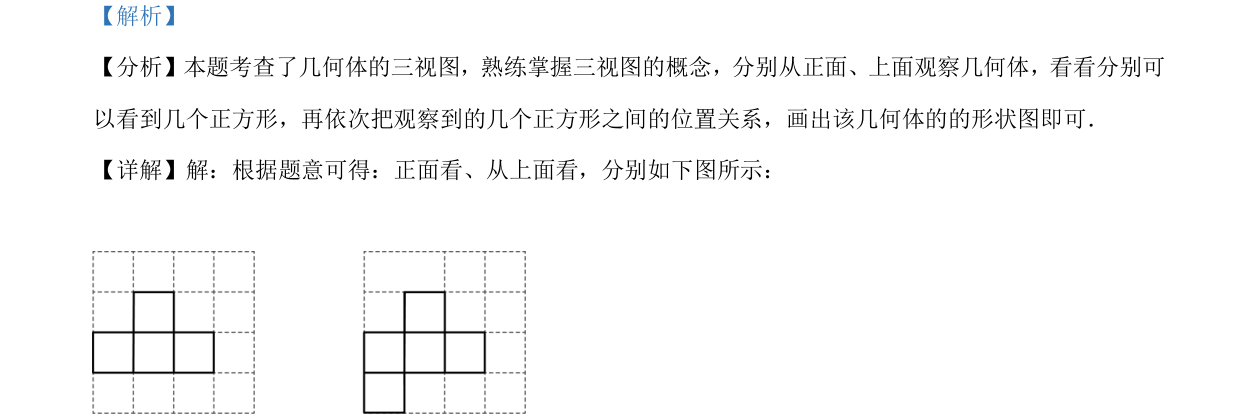 【解析】
【分析】本题考查了几何体的三视图，熟练掌握三视图的概念，分别从正面、上面观察几何体，看看分别可
以看到几个正方形，再依次把观察到的几个正方形之间的位置关系，画出该几何体的的形状图即可．
【详解】解：根据题意可得：正面看、从上面看，分别如下图所示：